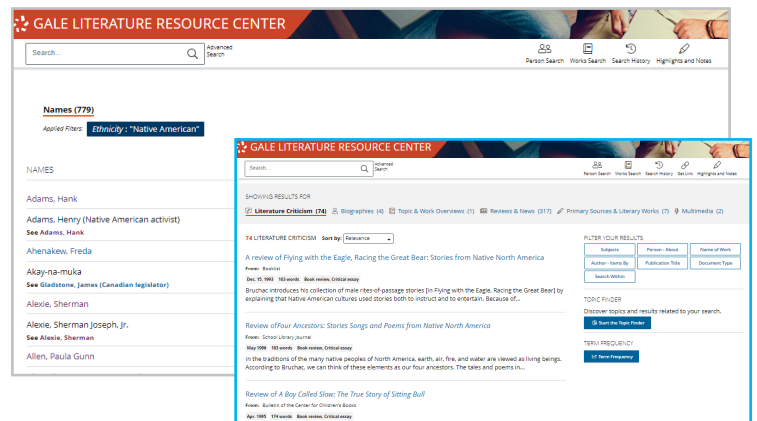 GALE LITERATURE RESOURCE CENTER
Search...
Advanced
Search
Person Search Works Search Search History Highlights and Notes
Names (779)
Applied Filters: Ethnicity : "Native American"
NAMES
Adams, Hank
Adams, Henry (Native American activist)
See Adams, Hank
Ahenakew, Freda
Akay-na-muka
See Gladstone, James (Canadian legislator)
Alexie, Sherman
Alexie, Sherman Joseph, Jr.
See Alexie, Sherman
Allen, Paula Gunn
GALE LITERATURE RESOURCE CENTER
Search...
Advanced
Search
Person Search Works Search Search History Get Link Highlights and Notes
SHOWING RESULTS FOR
Literature Criticism (74) Biographies (4) Topic & Work Overviews (1) Reviews & News (317) Primary Sources & Literary Works (7) Multimedia (2)
74 LITERATURE CRITICISM Sort by: Relevance
A review of Flying with the Eagle, Racing the Great Bear: Stories from Native North America
From: Booklist
Dec. 15, 1993 163 words Book review, Critical essay
Bruchac introduces his collection of male rites-of-passage stories [in Flying with the Eagle, Racing the Great Bear] by
explaining that Native American cultures used stories both to instruct and to entertain. Because of...
Review ofFour Ancestors: Stories Songs and Poems from Native North America
From: School Library Journal
May 1996 183 words Book review, Critical essay
In the traditions of the many native peoples of North America, earth, air, fire, and water are viewed as living beings.
According to Bruchac, we can think of these elements as our four ancestors. The tales and poems in...
Review of A Boy Called Slow: The True Story of Sitting Bull
From: Bulletin of the Center for Children's Books
Apr. 1995 174 words Book review, Critical essay
FILTER YOUR RESULTS
Subjects Person - About Name of Work
Author - Items By Publication Title Document Type
Search Within
TOPIC FINDER
Discover topics and results related to your search.
Start the Topic Finder
TERM FREQUENCY
Term Frequency